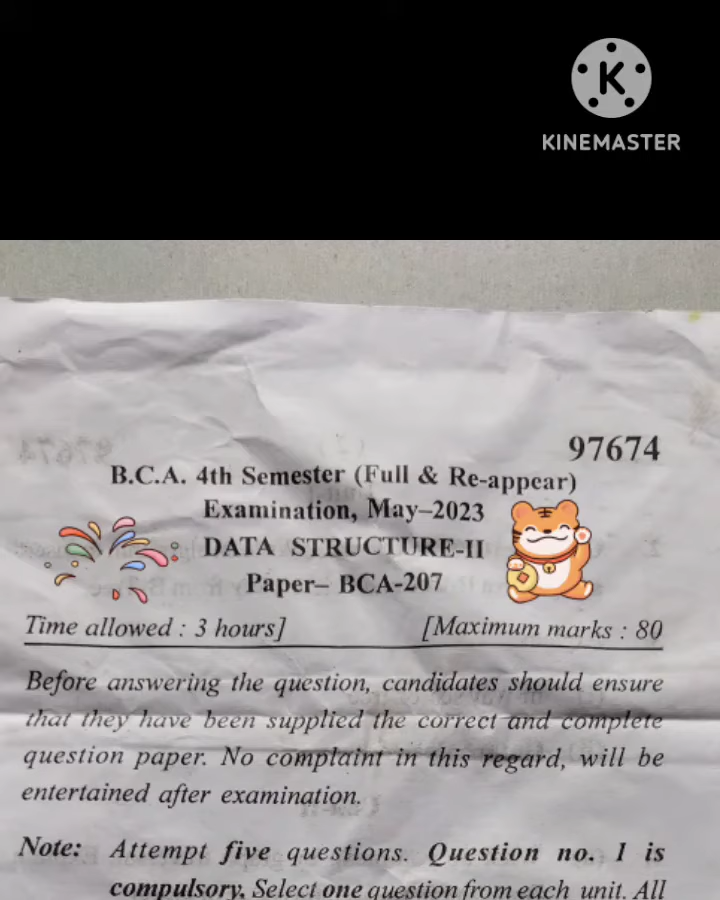 KINEMASTER
97674
B.C.A. 4th Semester (Full & Re-appear)
Examination, May–2023
DATA STRUCTURE-II
Paper– BCA-207
Time allowed : 3 hours] [Maximum marks : 80
Before answering the question, candidates should ensure
that they have been supplied the correct and complete
question paper. No complaint in this regard, will be
entertained after examination.
Note: Attempt five questions. Question no. 1 is
compulsory. Select one question from each unit. All